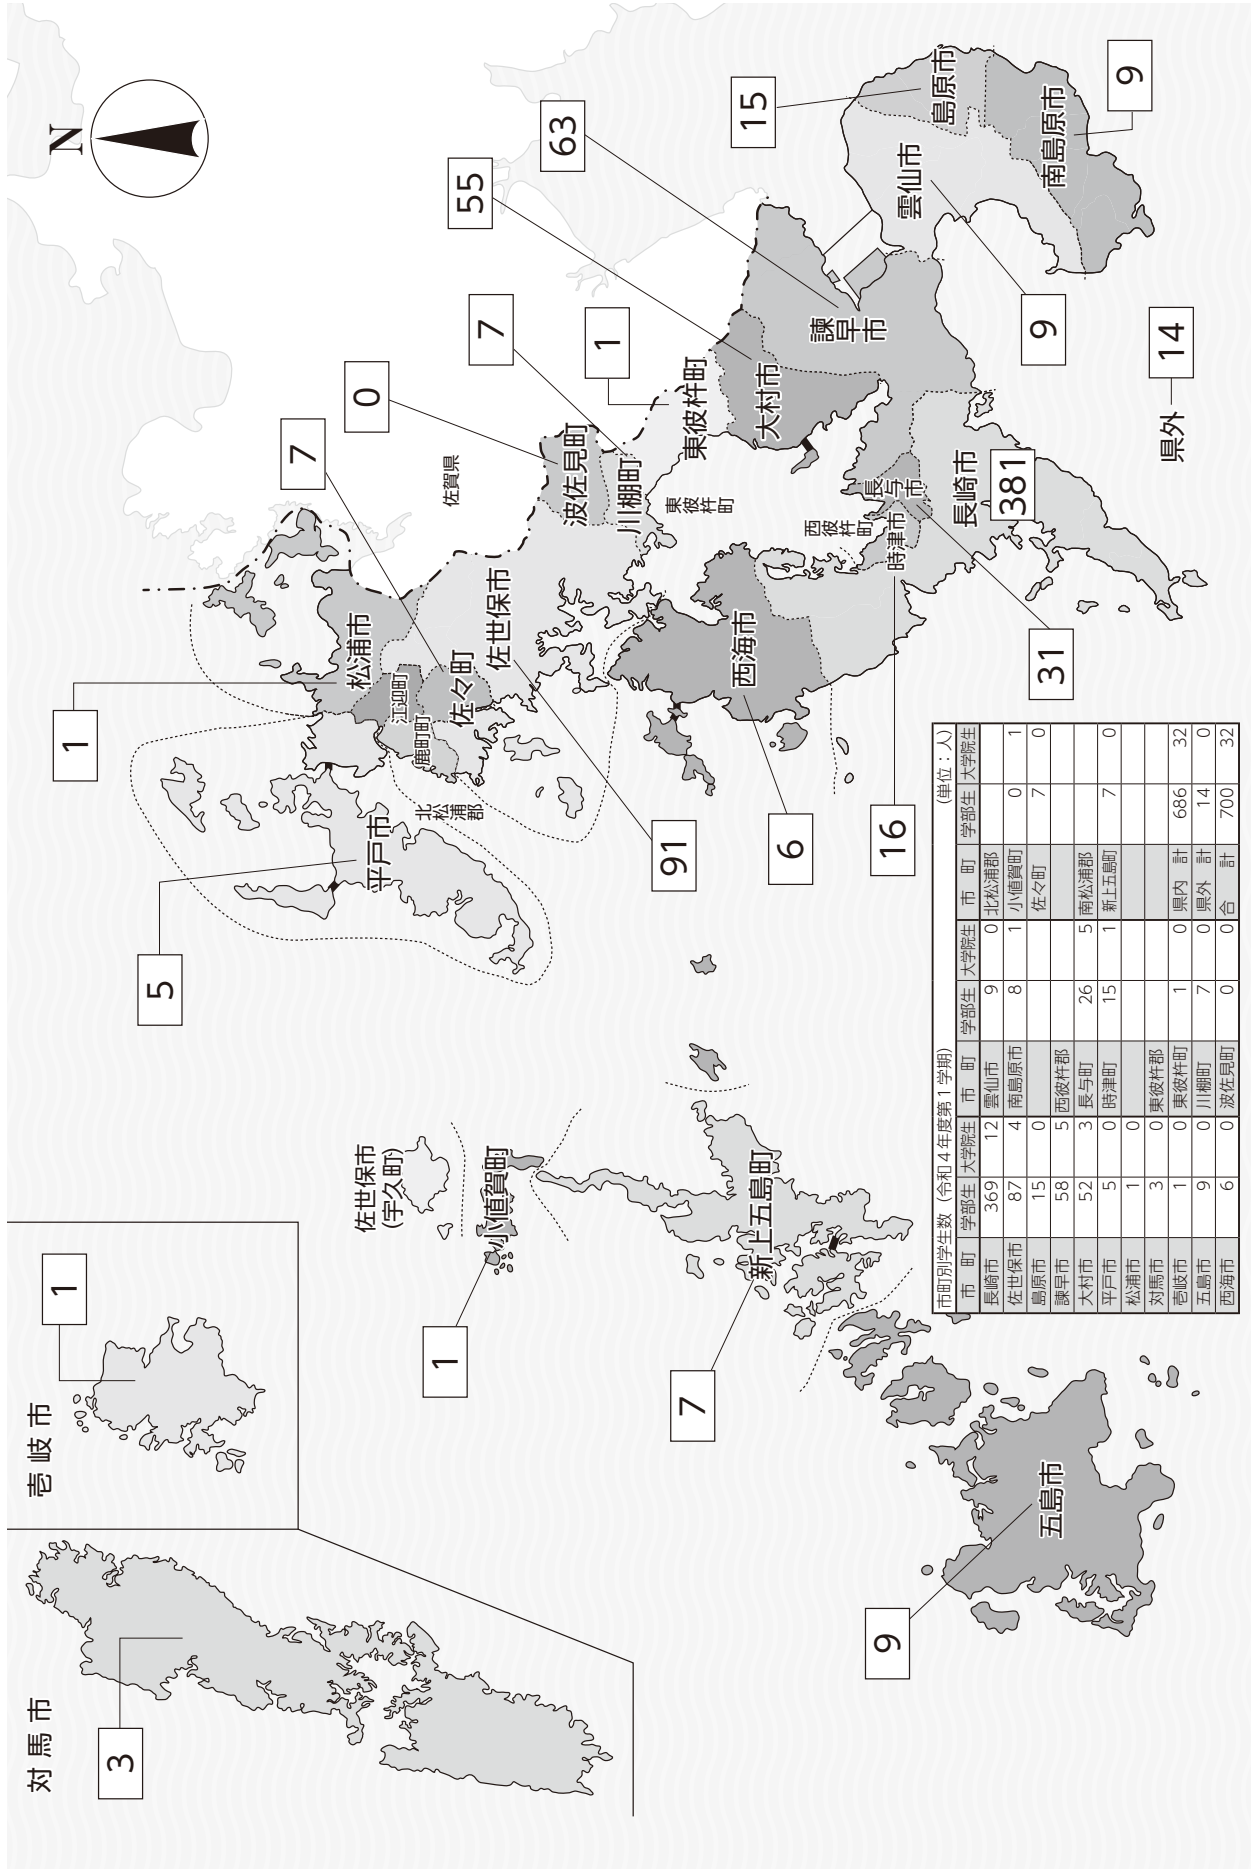 対馬市
3
壱岐市
1
N
5
1
7
0
平戸市
松浦市
江迎町
鹿町町
佐々町
北松浦郡
佐賀県
佐世保市
(宇久町)
小値賀町
1
佐世保市
91
波佐見町
川棚町
7
55
63
1
東彼杵町
東彼杵町
新上五島町
7
西海市
6
大村市
15
西彼杵町
諫早市
時津市
長与市
16
雲仙市
島原市
五島市
9
長崎市
381
31
9
南島原市
9
県外 14
市町別学生数（令和4年度第1学期） (単位：人)
市 町 学部生 大学院生 市 町 学部生 大学院生 市 町 学部生 大学院生
長崎市 369 12 雲仙市 9 0 北松浦郡
佐世保市 87 4 南島原市 8 1 小値賀町 0 1
島原市 15 0 佐々町 7 0
諫早市 58 5 西彼杵郡
大村市 52 3 長与町 26 5 南松浦郡
平戸市 5 0 時津町 15 1 新上五島町 7 0
松浦市 1 0
対馬市 3 0 東彼杵郡
壱岐市 1 0 東彼杵町 1 0 県内 計 686 32
五島市 9 0 川棚町 7 0 県外 計 14 0
西海市 6 0 波佐見町 0 0 合 計 700 32